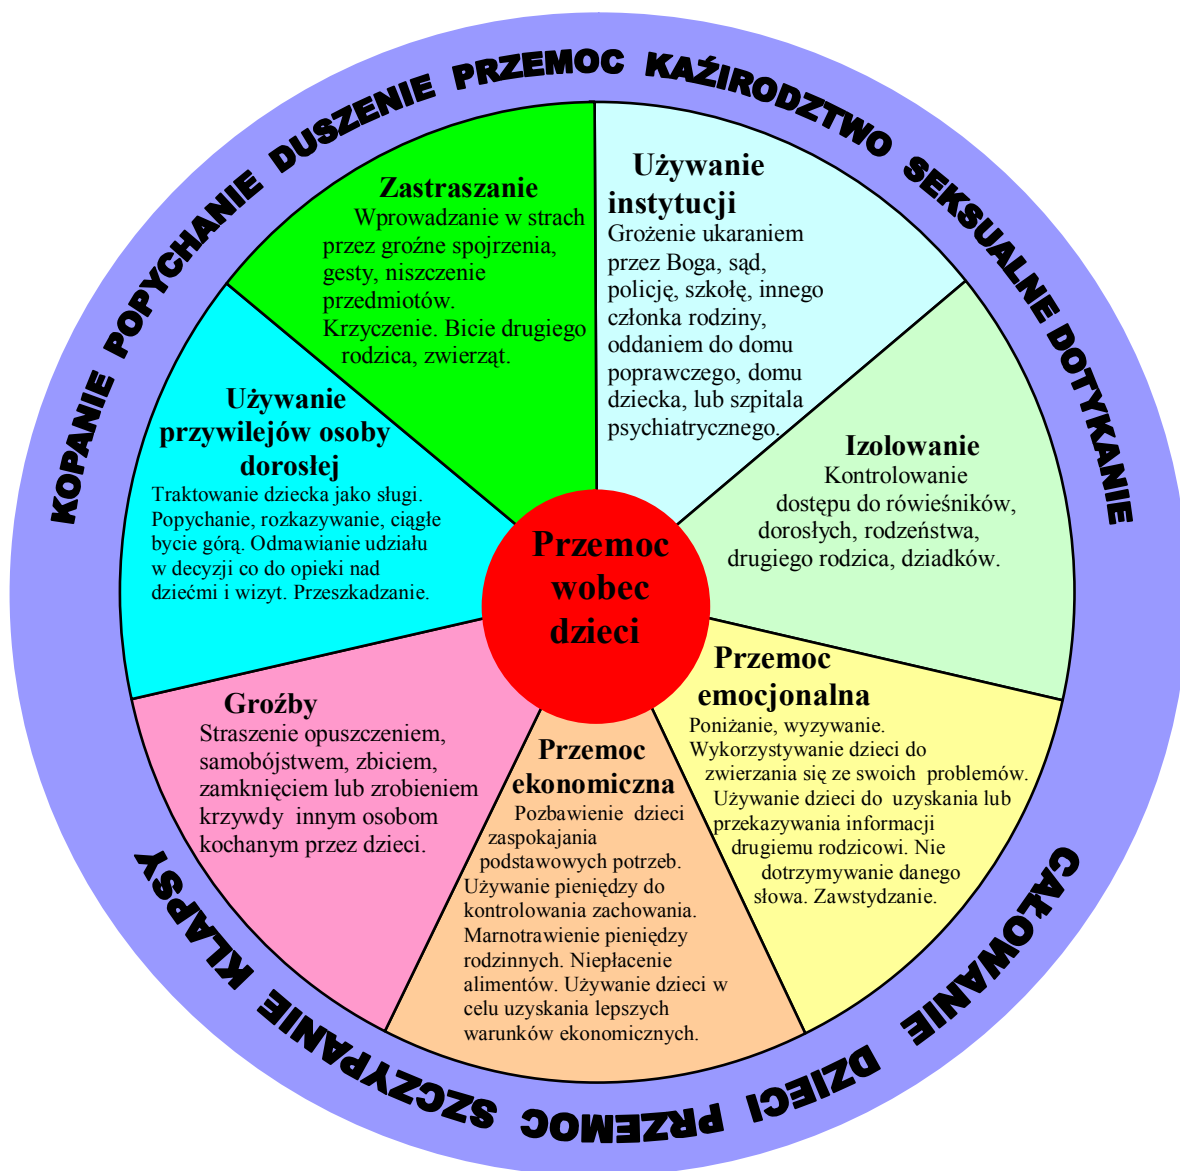 KOPANIE POPYCHANIE DUSZENIE PRZEMOC KAŹIRODZTWO SEKSUALNE DOTYKANIE
CAŁOWANIE DZIECI PRZEMOC SZCZYPANIE KLAPSY
Przemoc
wobec
dzieci
Używanie
instytucji
Grożenie ukaraniem
przez Boga, sąd,
policję, szkołę, innego
członka rodziny,
oddaniem do domu
poprawczego, domu
dziecka, lub szpitala
psychiatrycznego.
Izolowanie
Kontrolowanie
dostępu do rówieśników,
dorosłych, rodzeństwa,
drugiego rodzica, dziadków.
Przemoc
emocjonalna
Poniżanie, wyzywanie.
Wykorzystywanie dzieci do
zwierzania się ze swoich problemów.
Używanie dzieci do uzyskania lub
przekazywania informacji
drugiemu rodzicowi. Nie
dotrzymywanie danego
słowa. Zawstydzanie.
Przemoc
ekonomiczna
Pozbawienie dzieci
zaspokajania
podstawowych potrzeb.
Używanie pieniędzy do
kontrolowania zachowania.
Marnotrawienie pieniędzy
rodzinnych. Niepłacenie
alimentów. Używanie dzieci w
celu uzyskania lepszych
warunków ekonomicznych.
Groźby
Straszenie opuszczeniem,
samobójstwem, zbiciem,
zamknięciem lub zrobieniem
krzywdy innym osobom
kochanym przez dzieci.
Używanie
przywilejów osoby
dorosłej
Traktowanie dziecka jako sługi.
Popychanie, rozkazywanie, ciągłe
bycie górą. Odmawianie udziału
w decyzji co do opieki nad
dziećmi i wizyt. Przeszkadzanie.
Zastraszanie
Wprowadzanie w strach
przez groźne spojrzenia,
gesty, niszczenie
przedmiotów.
Krzyczenie. Bicie drugiego
rodzica, zwierząt.